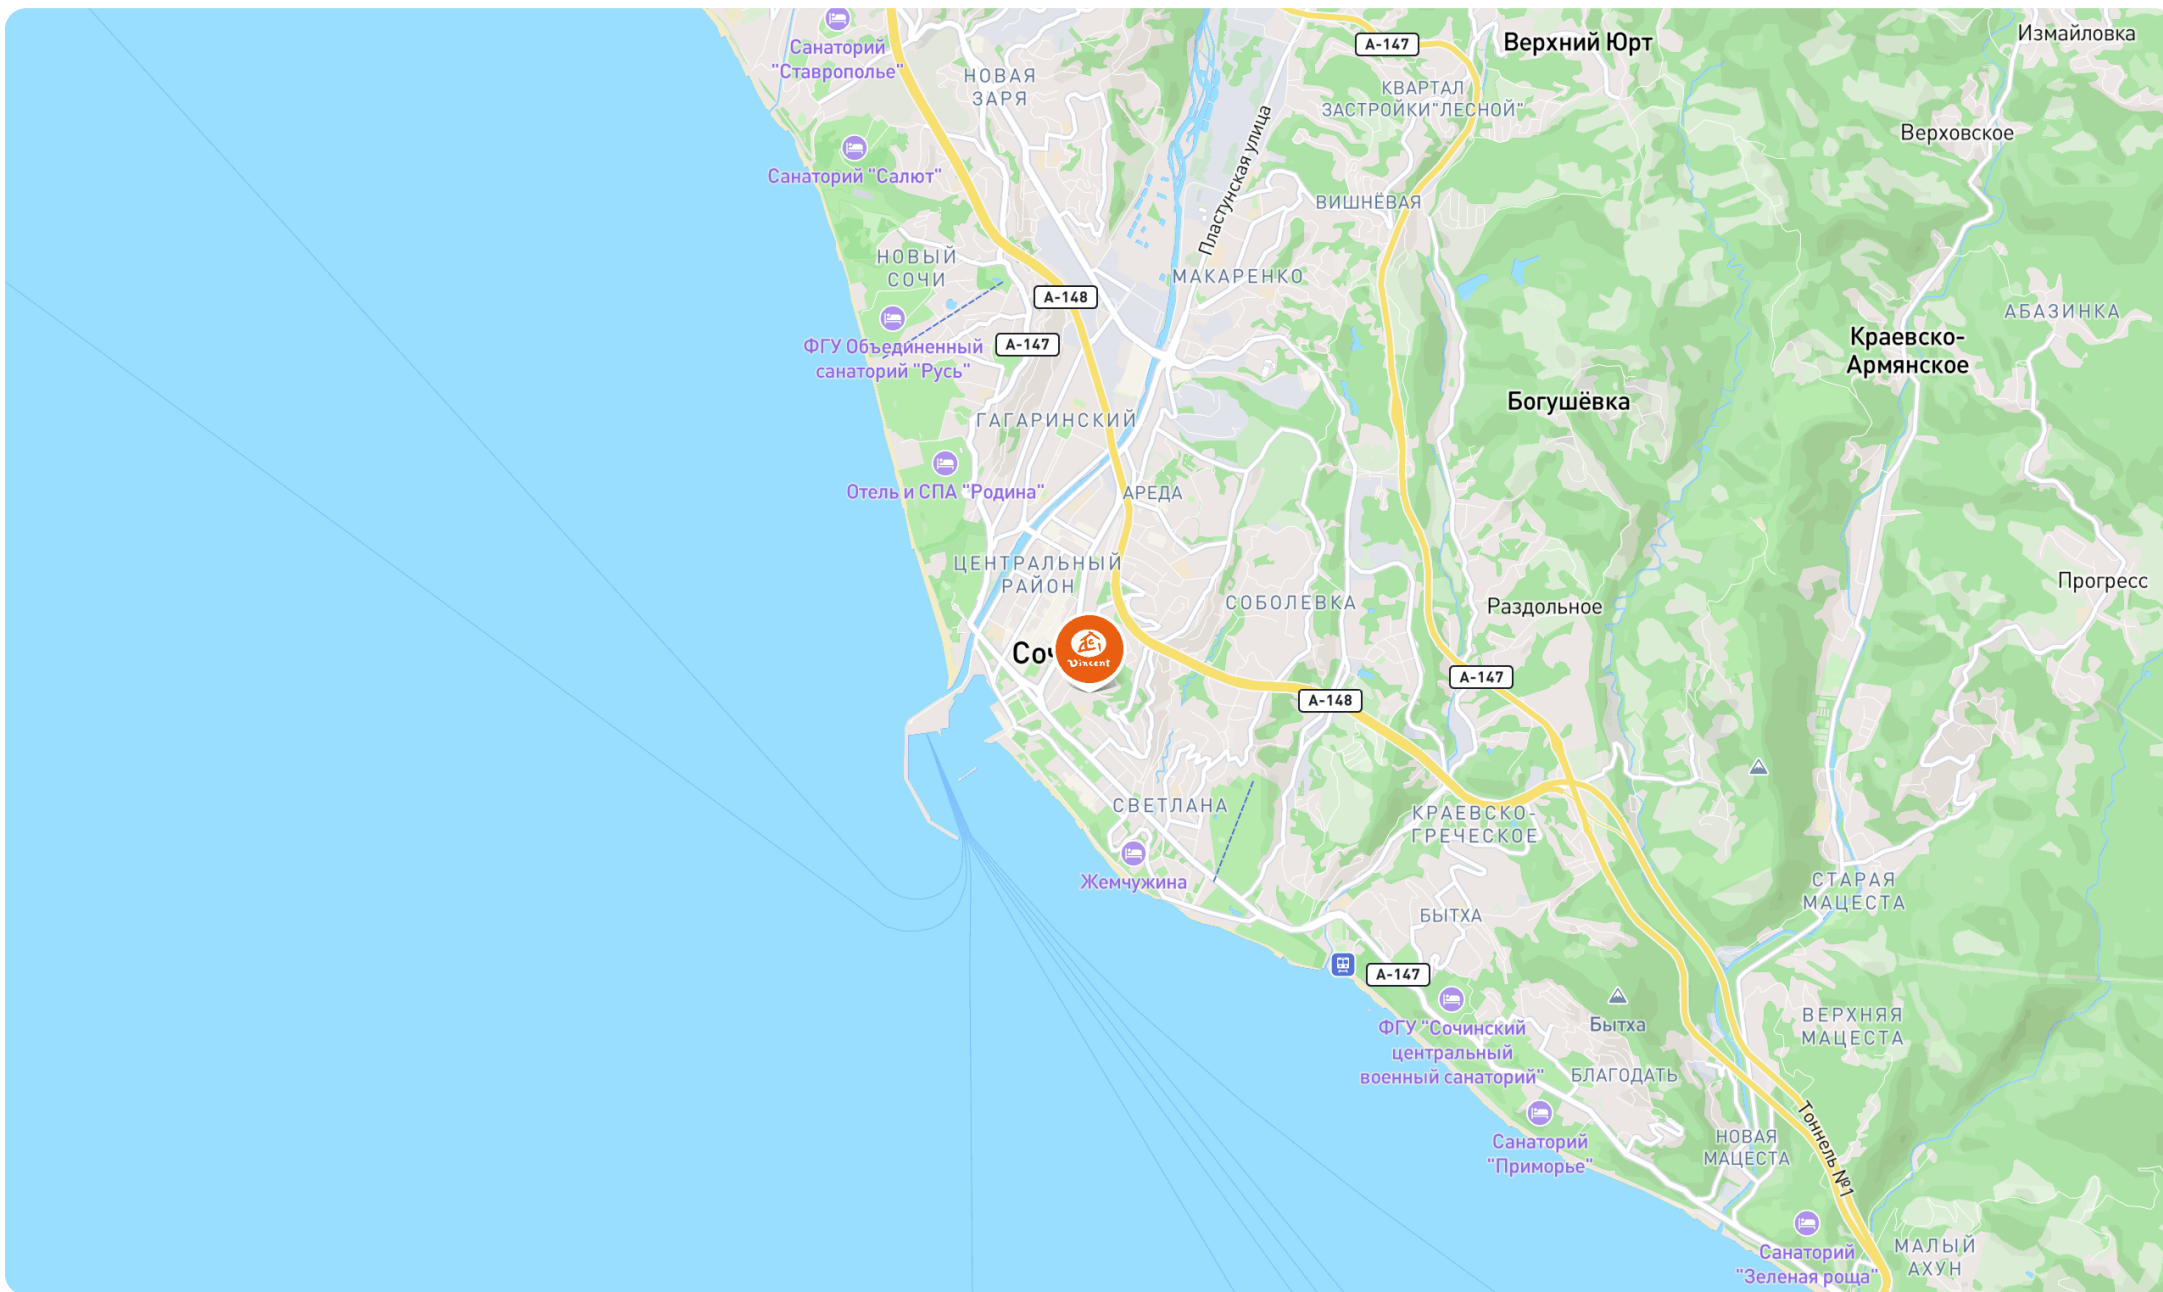 Санаторий
"Ставрополье"
НОВАЯ
ЗАРЯ
А-147
Верхний Юрт
Измайловка
КВАРТАЛ
ЗАСТРОЙКИ"ЛЕСНОЙ"
Верховское
Санаторий "Салют"
Пластунская улица
ВИШНЁВАЯ
НОВЫЙ
СОЧИ
МАКАРЕНКО
А-148
АБАЗИНКА
А-147
ФГУ Объединенный
санаторий "Русь"
Краевско-
Армянское
Богушёвка
ГАГАРИНСКИЙ
Отель и СПА "Родина"
АРЕДА
ЦЕНТРАЛЬНЫЙ
РАЙОН
Прогресс
СОБОЛЕВКА
Раздольное
Соч
Vincent
А-147
А-148
СВЕТЛАНА
КРАЕВСКО-
ГРЕЧЕСКОЕ
Жемчужина
СТАРАЯ
МАЦЕСТА
БЫТХА
А-147
ФГУ "Сочинский
центральный
военный санаторий"
Бытха
ВЕРХНЯЯ
МАЦЕСТА
БЛАГОДАТЬ
Санаторий
"Приморье"
НОВАЯ
МАЦЕСТА
Тоннель №1
Санаторий
"Зеленая роща"
МАЛЫЙ
АХУН